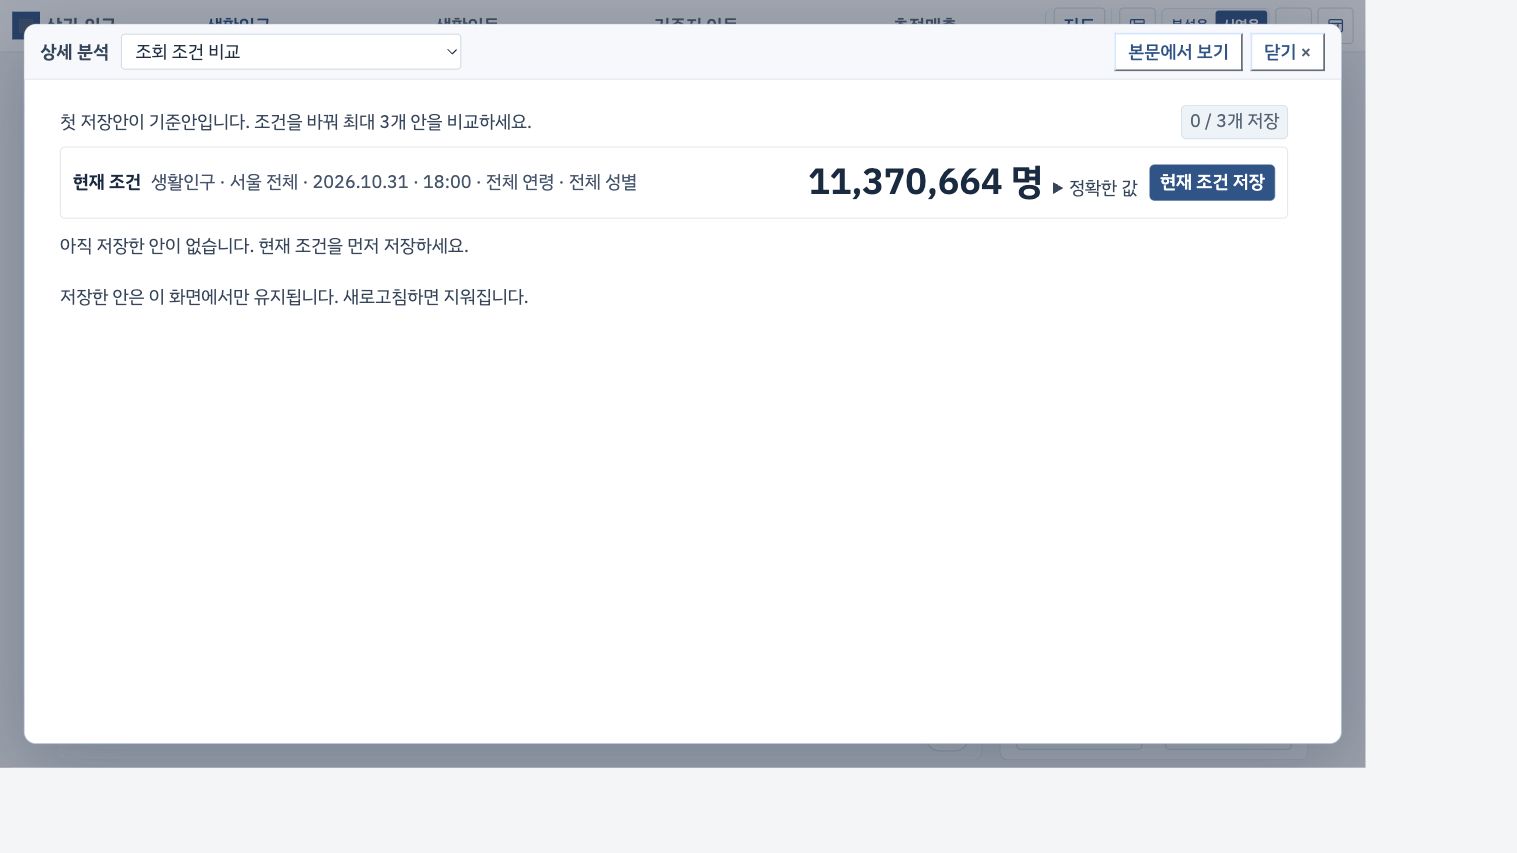 상세 분석
조회 조건 비교
본문에서 보기
닫기 ×
첫 저장안이 기준안입니다. 조건을 바꿔 최대 3개 안을 비교하세요.
0 / 3개 저장
현재 조건 생활인구 · 서울 전체 · 2026.10.31 · 18:00 · 전체 연령 · 전체 성별
11,370,664 명
▶ 정확한 값
현재 조건 저장
아직 저장한 안이 없습니다. 현재 조건을 먼저 저장하세요.
저장한 안은 이 화면에서만 유지됩니다. 새로고침하면 지워집니다.